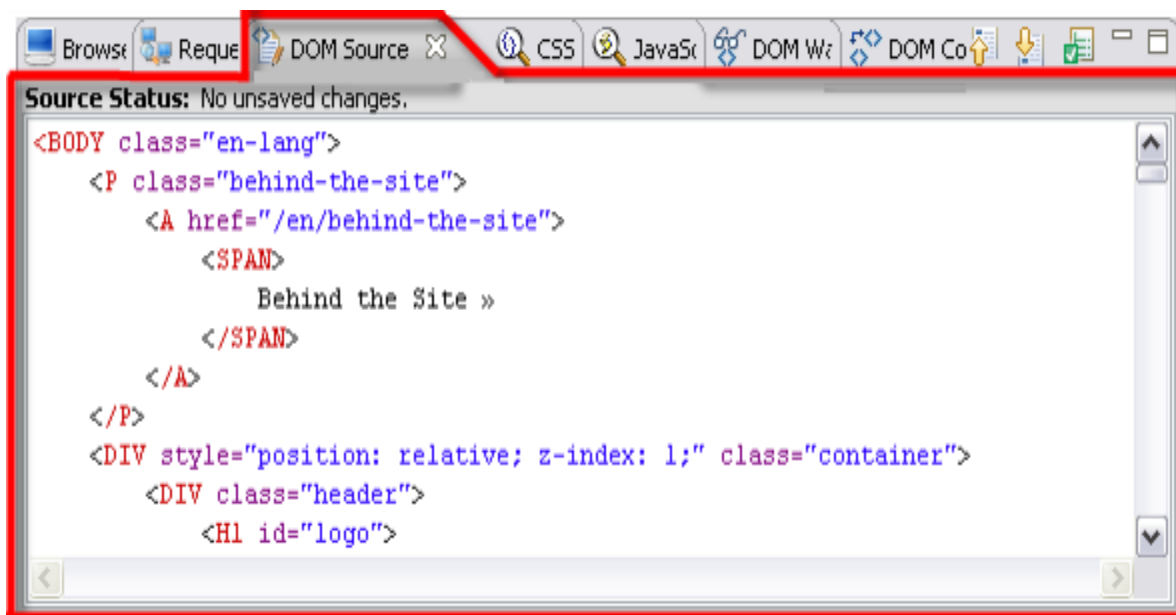 Browse Reque DOM Source CSS JavaSc DOM Wa DOM Co
Source Status: No unsaved changes.
<BODY class="en-lang">
<P class="behind-the-site">
<A href="/en/behind-the-site">
<SPAN>
Behind the Site »
</SPAN>
</A>
</P>
<DIV style="position: relative; z-index: 1;" class="container">
<DIV class="header">
<H1 id="logo">